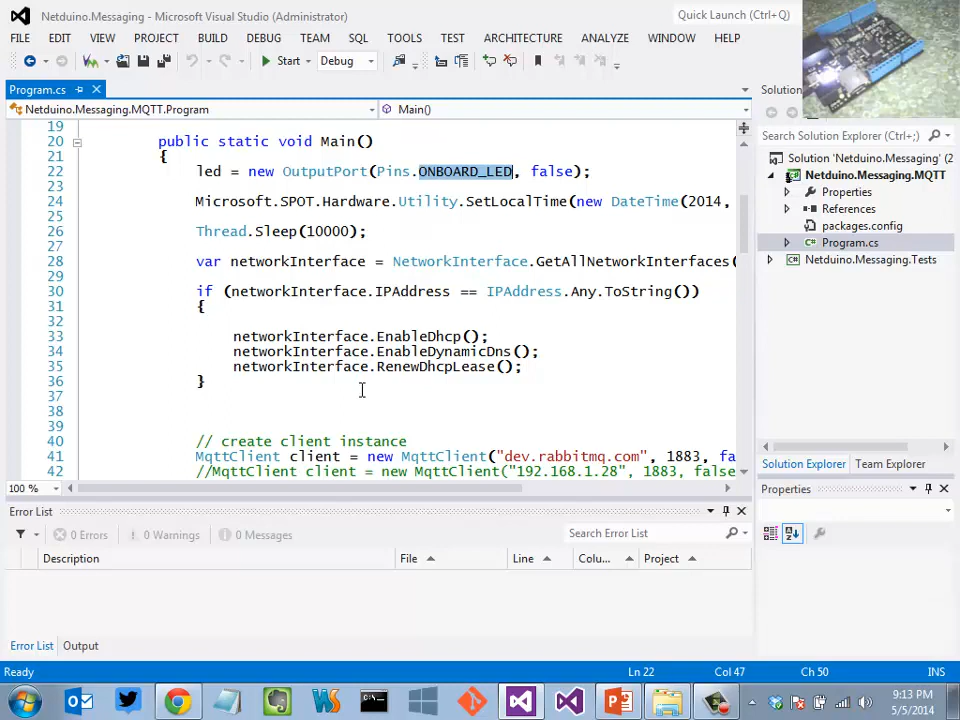 Netduino.Messaging - Microsoft Visual Studio (Administrator)
Quick Launch (Ctrl+Q)
FILE EDIT VIEW PROJECT BUILD DEBUG TEAM SQL TOOLS TEST ARCHITECTURE ANALYZE WINDOW HELP
Start Debug
Program.cs
Netduino.Messaging.MQTT.Program Main()
19
20 public static void Main()
21 {
22 led = new OutputPort(Pins.ONBOARD_LED, false);
23
24 Microsoft.SPOT.Hardware.Utility.SetLocalTime(new DateTime(2014,
25
26 Thread.Sleep(10000);
27
28 var networkInterface = NetworkInterface.GetAllNetworkInterfaces(
29
30 if (networkInterface.IPAddress == IPAddress.Any.ToString())
31 {
32
33 networkInterface.EnableDhcp();
34 networkInterface.EnableDynamicDns();
35 networkInterface.RenewDhcpLease();
36 }
37
38
39
40 // create client instance
41 MqttClient client = new MqttClient("dev.rabbitmq.com", 1883, fa
42 //MqttClient client = new MqttClient("192.168.1.28", 1883, false
100 %
Error List
0 Errors 0 Warnings 0 Messages
Search Error List
Description File Line Colu... Project
Error List Output
Solutio
Search Solution Explorer (Ctrl+;)
Solution 'Netduino.Messaging' (2
Netduino.Messaging.MQTT
Properties
References
packages.config
Program.cs
Netduino.Messaging.Tests
Solution Explorer Team Explorer
Properties
Ready Ln 22 Col 47 Ch 50 INS
9:13 PM
5/5/2014